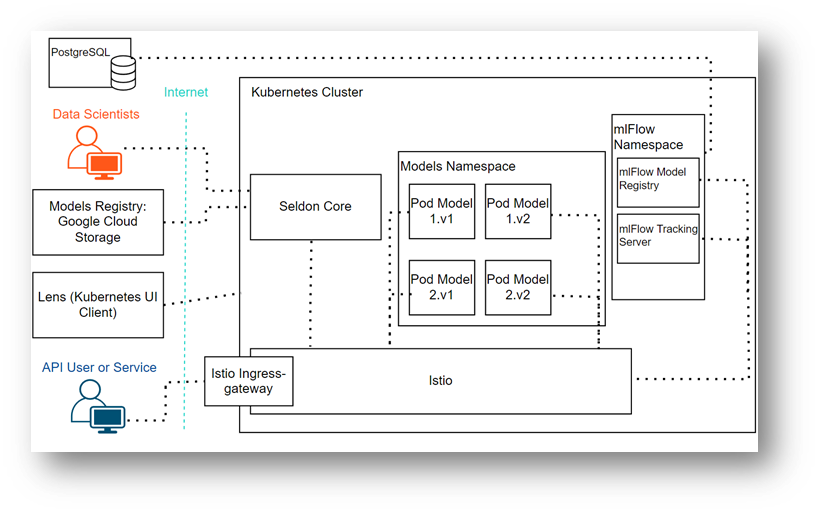 PostgreSQL
Internet
Kubernetes Cluster
Data Scientists
mlFlow
Namespace
Models Namespace
mlFlow Model
Registry
Models Registry:
Google Cloud
Storage
Seldon Core
Pod Model
1.v1
Pod Model
1.v2
mlFlow Tracking
Server
Lens (Kubernetes UI
Client)
Pod Model
2.v1
Pod Model
2.v2
API User or Service
Istio Ingress-
gateway
Istio